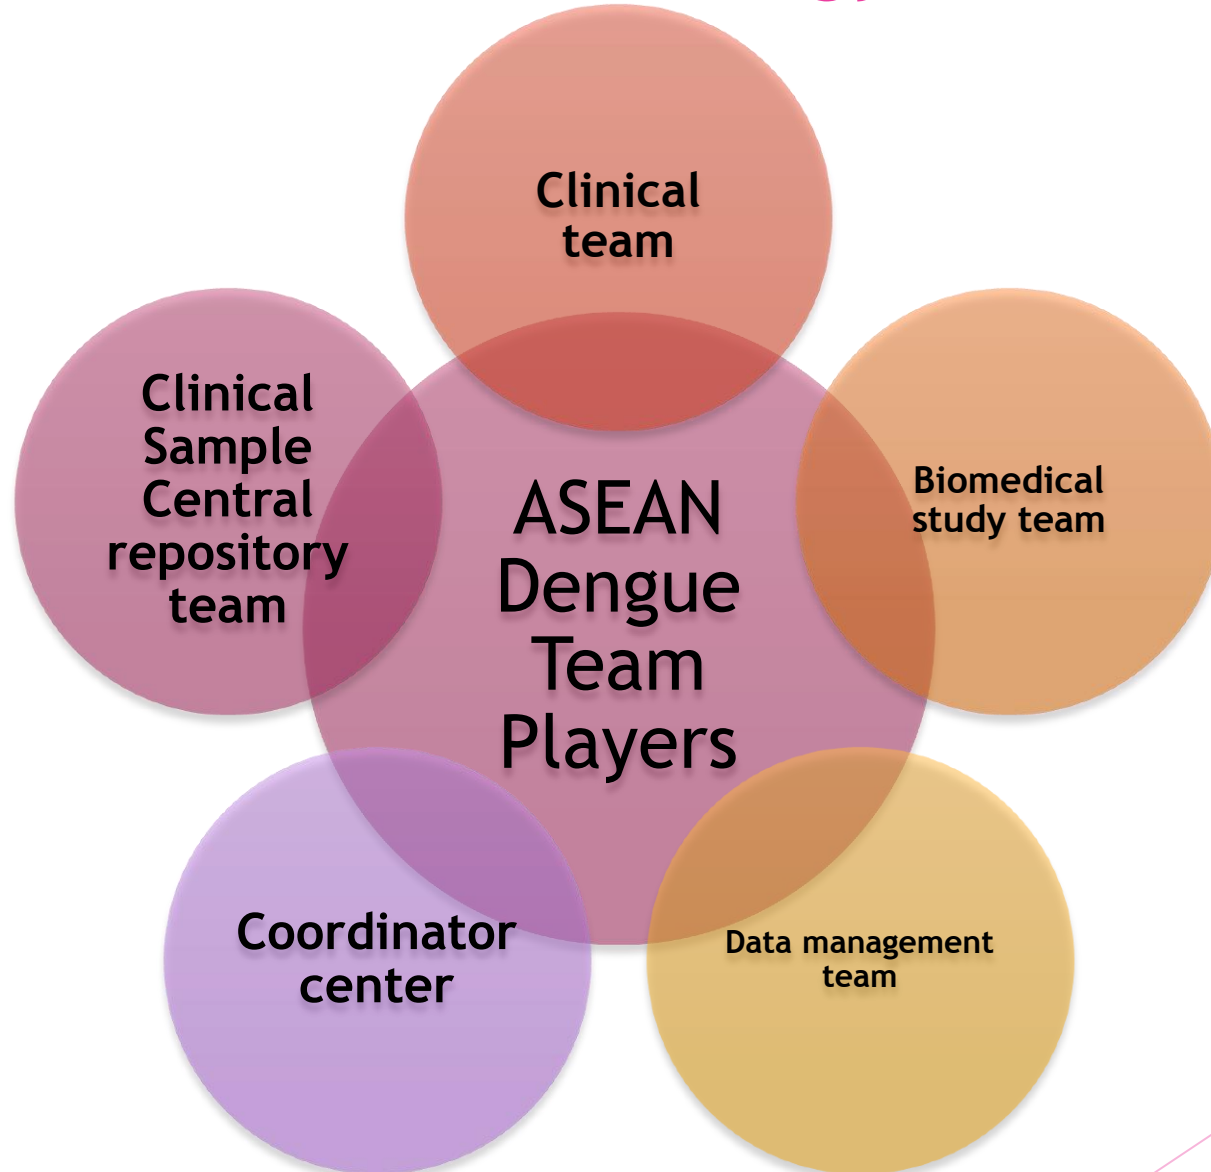 Clinical
team
Clinical
Sample
Central
repository
team
ASEAN
Dengue
Team
Players
Biomedical
study team
Coordinator
center
Data management
team